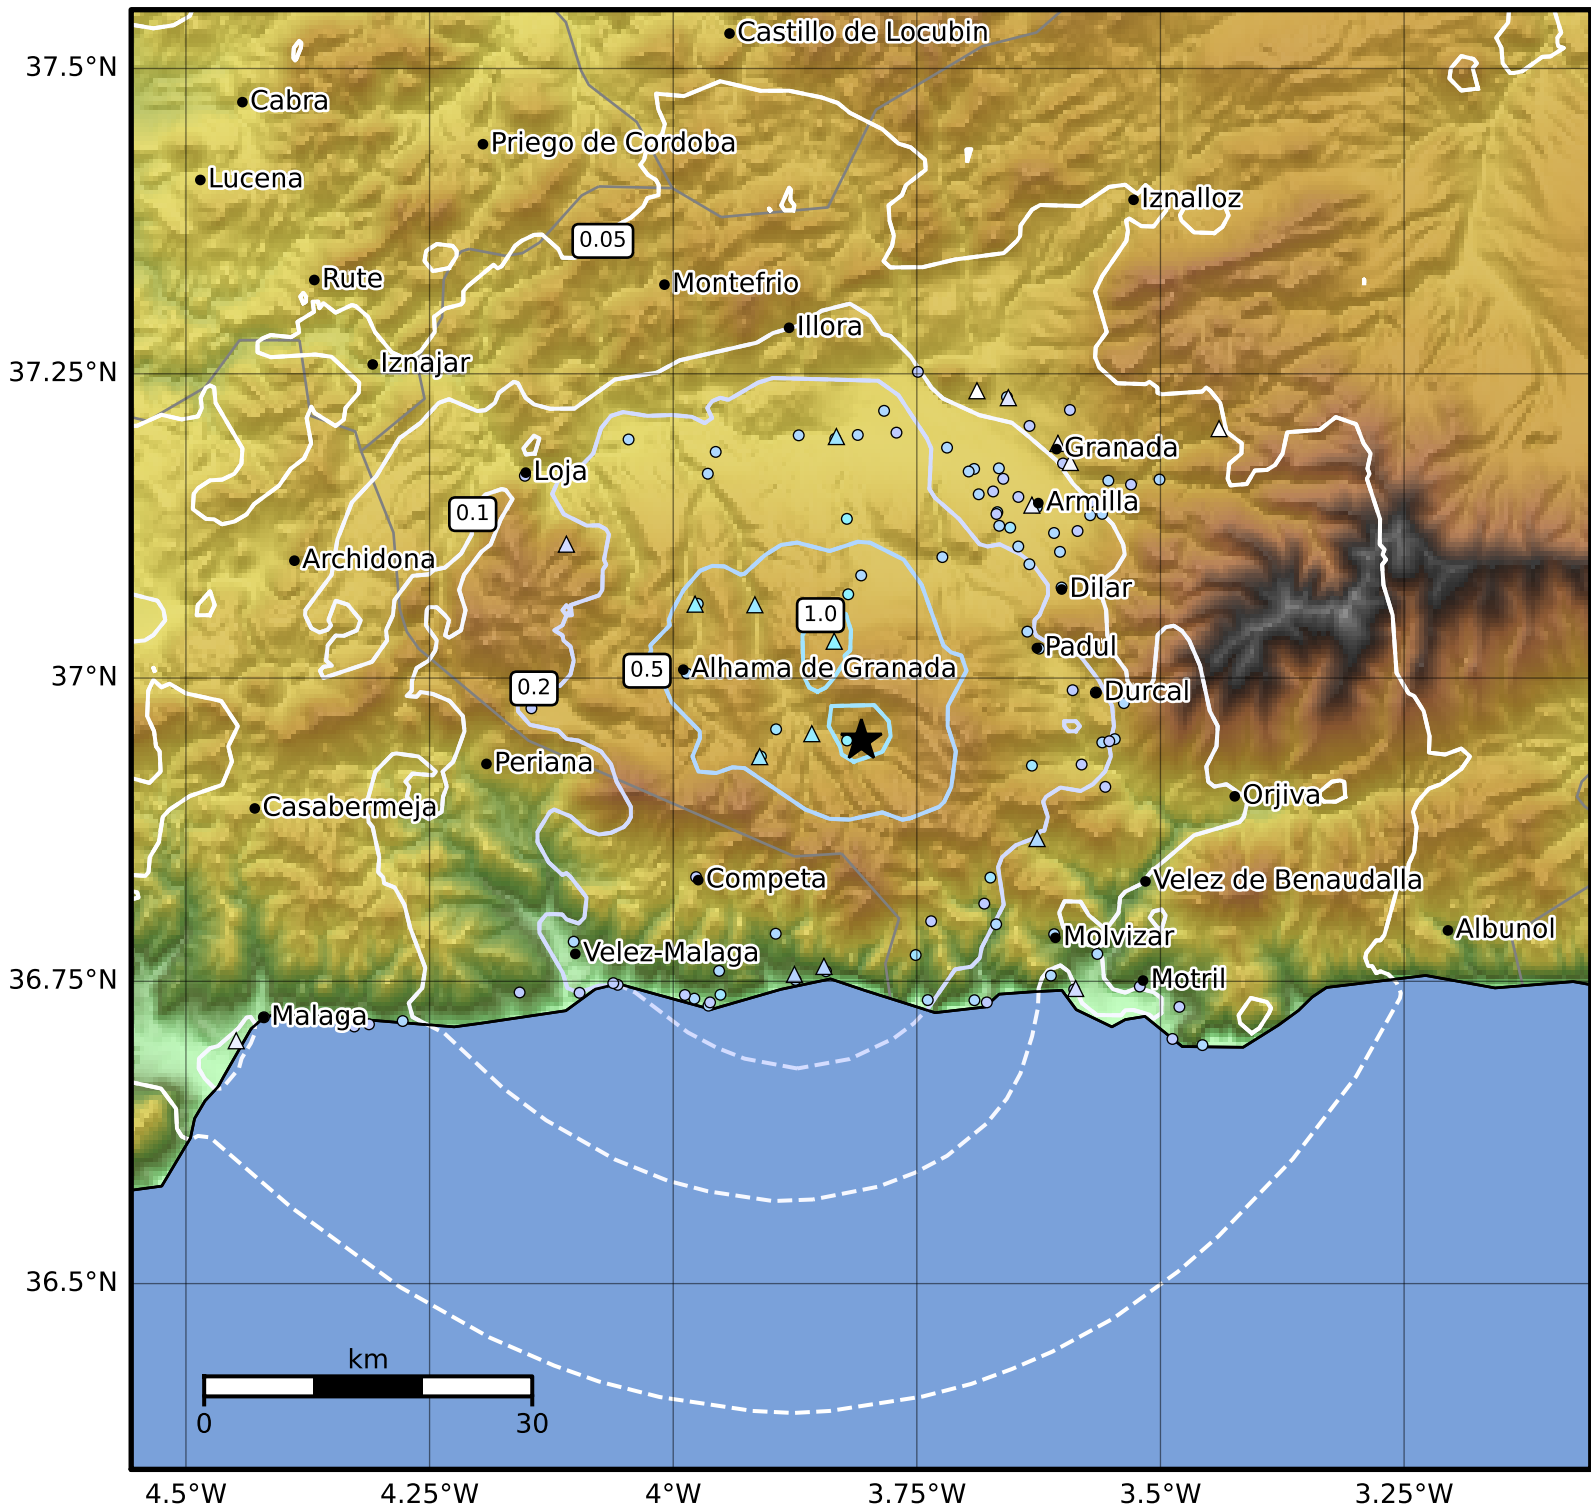 Castillo de Locubin
37.5°N
Cabra
Priego de Cordoba
Lucena
Iznalloz
0.05
Rute
Montefrio
Illora
Iznajar
37.25°N
Granada
Loja
Armilla
0.1
Archidona
Dilar
1.0
Padul
Alhama de Granada
0.5
37°N
0.2
Durcal
Periana
Orjiva
Casabermeja
Competa
Velez de Benaudalla
Albunol
Molvizar
Velez-Malaga
36.75°N
Motril
Malaga
36.5°N
km
0 30
4.5°W 4.25°W 4°W 3.75°W 3.5°W 3.25°W